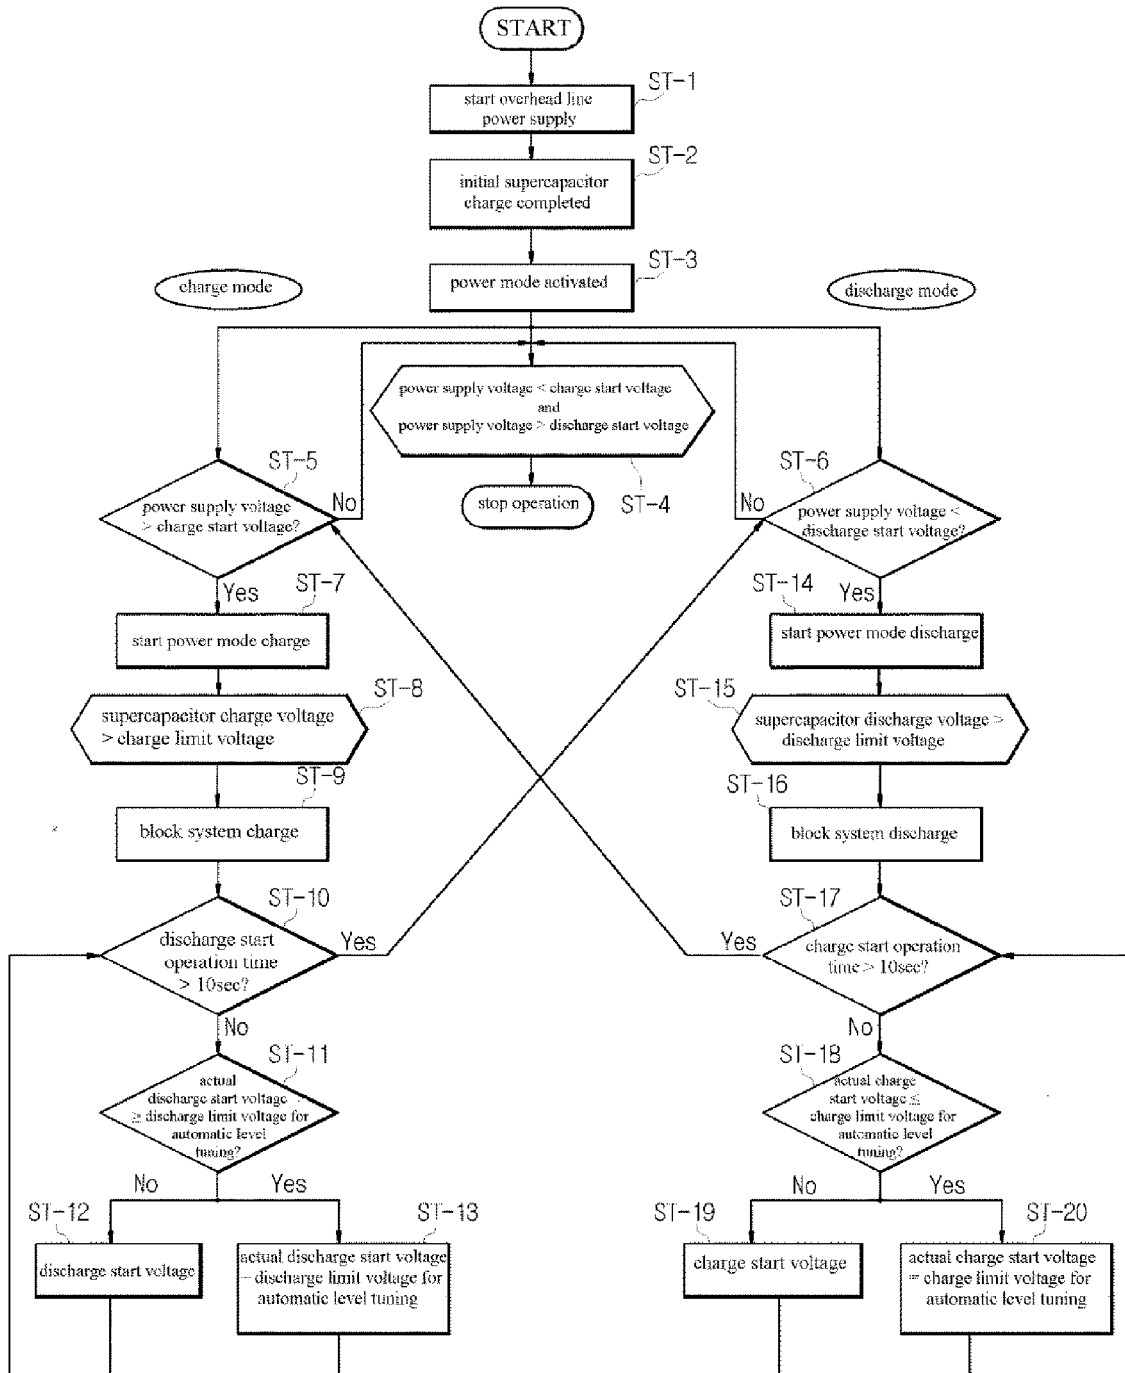 START
ST-1
start overhead line
power supply
ST-2
initial supercapacitor
charge completed
ST-3
power mode activated
charge mode
discharge mode
power supply voltage < charge start voltage
and
power supply voltage > discharge start voltage
ST-4
stop operation
ST-5
power supply voltage
> charge start voltage?
No
ST-6
power supply voltage <
discharge start voltage?
No
Yes
ST-7
start power mode charge
ST-8
supercapacitor charge voltage
> charge limit voltage
ST-9
block system charge
ST-10
discharge start
operation time
> 10sec?
Yes
No
ST-11
actual
discharge start voltage
≥ discharge limit voltage for
automatic level
tuning?
No
Yes
ST-12
discharge start voltage
ST-13
actual discharge start voltage
= discharge limit voltage for
automatic level tuning
Yes
ST-14
start power mode discharge
ST-15
supercapacitor discharge voltage >
discharge limit voltage
ST-16
block system discharge
ST-17
charge start operation
time > 10sec?
Yes
No
ST-18
actual charge
start voltage ≤
charge limit voltage for
automatic level
tuning?
No
Yes
ST-19
charge start voltage
ST-20
actual charge start voltage
= charge limit voltage for
automatic level tuning